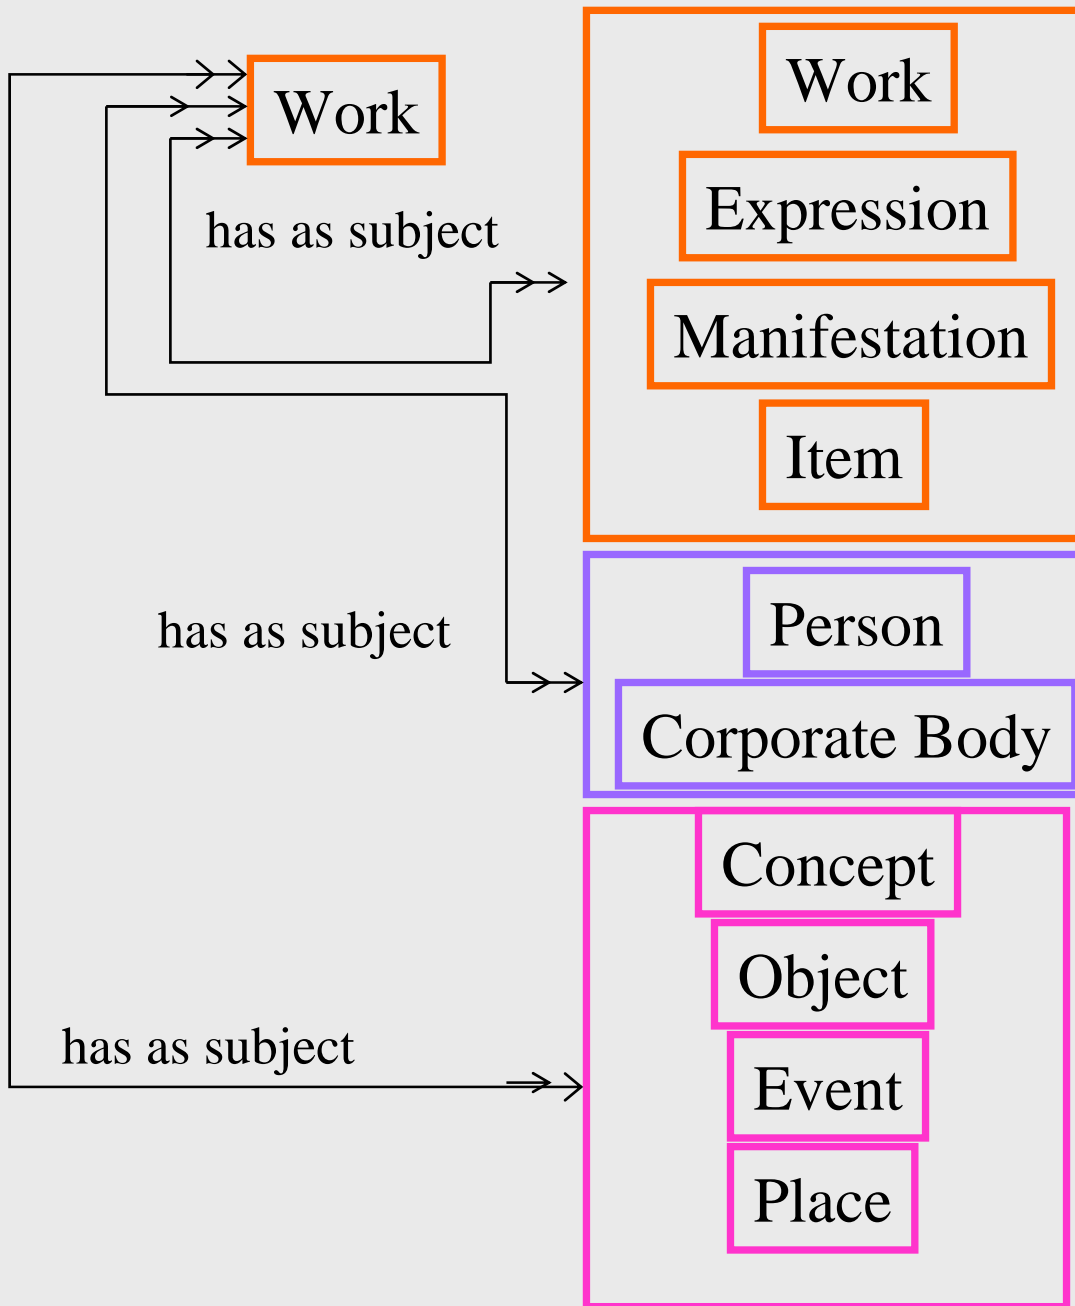 Work
Work
Expression
has as subject
Manifestation
Item
Person
has as subject
Corporate Body
Concept
Object
has as subject
Event
Place